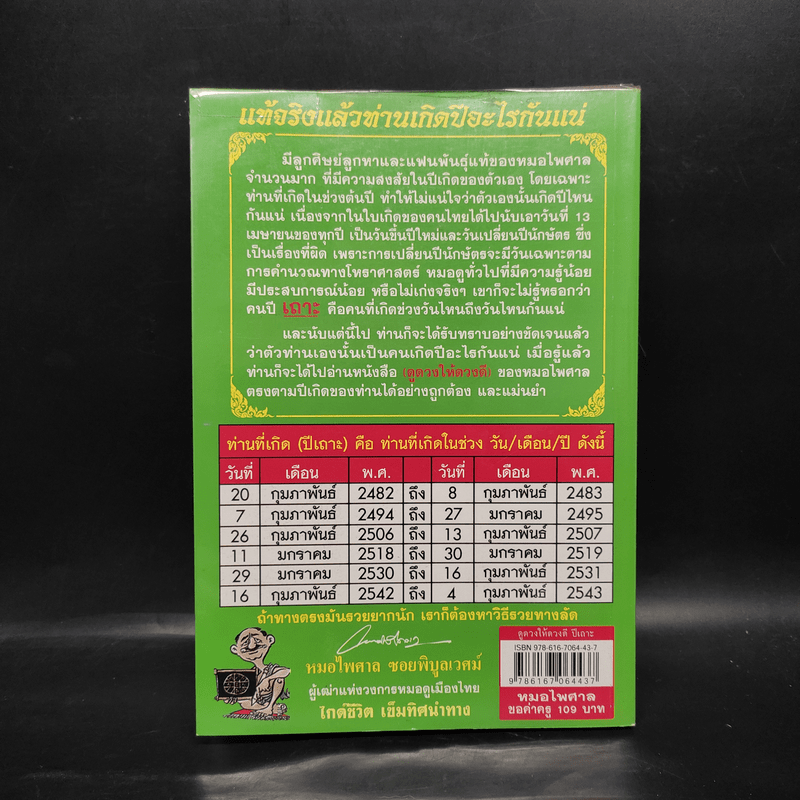 แท้จริงแล้วท่านเกิดปีอะไรกันแน่
มีลูกศิษย์ลูกหาและแฟนพันธุ์แท้ของหมอไพศาล
จำนวนมาก ที่มีความสงสัยในปีเกิดของตัวเอง โดยเฉพาะ
ท่านที่เกิดในช่วงต้นปี ทำให้ไม่แน่ใจว่าตัวเองนั้นเกิดปีไหน
กันแน่ เนื่องจากในใบเกิดของคนไทยได้ไปนับเอาวันที่ 13
เมษายนของทุกปี เป็นวันขึ้นปีใหม่และวันเปลี่ยนปีนักษัตร ซึ่ง
เป็นเรื่องที่ผิด เพราะการเปลี่ยนปีนักษัตรจะมีวันเฉพาะตาม
การคำนวณทางโหราศาสตร์ หมอดูทั่วไปที่มีความรู้น้อย
มีประสบการณ์น้อย หรือไม่เก่งจริงๆ เขาก็จะไม่รู้หรอกว่า
คนปี เถาะ คือคนที่เกิดช่วงวันไหนถึงวันไหนกันแน่
และนับแต่นี้ไป ท่านก็จะได้รับทราบอย่างชัดเจนแล้ว
ว่าตัวท่านเองนั้นเป็นคนเกิดปีอะไรกันแน่ เมื่อรู้แล้ว
ท่านก็จะได้ไปอ่านหนังสือ (ดูดวงให้ดวงดี) ของหมอไพศาล
ตรงตามปีเกิดของท่านได้อย่างถูกต้อง และแม่นยำ
ท่านที่เกิด (ปีเถาะ) คือ ท่านที่เกิดในช่วง วัน/เดือน/ปี ดังนี้
วันที่ เดือน พ.ศ. วันที่ เดือน พ.ศ.
20 กุมภาพันธ์ 2482 ถึง 8 กุมภาพันธ์ 2483
7 กุมภาพันธ์ 2494 ถึง 27 มกราคม 2495
26 กุมภาพันธ์ 2506 ถึง 13 กุมภาพันธ์ 2507
11 มกราคม 2518 ถึง 30 มกราคม 2519
29 มกราคม 2530 ถึง 16 กุมภาพันธ์ 2531
16 กุมภาพันธ์ 2542 ถึง 4 กุมภาพันธ์ 2543
ถ้าทางตรงมันรวยยากนัก เราก็ต้องหาวิธีรวยทางลัด
หมอไพศาล ซอยพิบูลเวศม์
ผู้เฒ่าแห่งวงการหมอดูเมืองไทย
ไกด์ชีวิต เข็มทิศนำทาง
ดูดวงให้ดวงดี ปีเถาะ
ISBN 978-616-7064-43-7
9 786167 064437
หมอไพศาล
ขอค่าครู 109 บาท